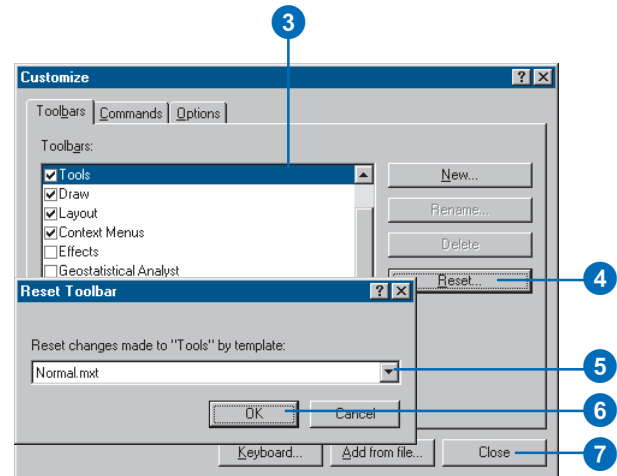 3
Customize
Toolbars Commands Options
Toolbars:
Tools
Draw
Layout
Context Menus
Effects
Geostatistical Analyst
New...
Rename...
Delete
Reset...
4
Reset Toolbar
Reset changes made to "Tools" by template:
Normal.mxt
5
OK Cancel
6
Keyboard... Add from file... Close
7